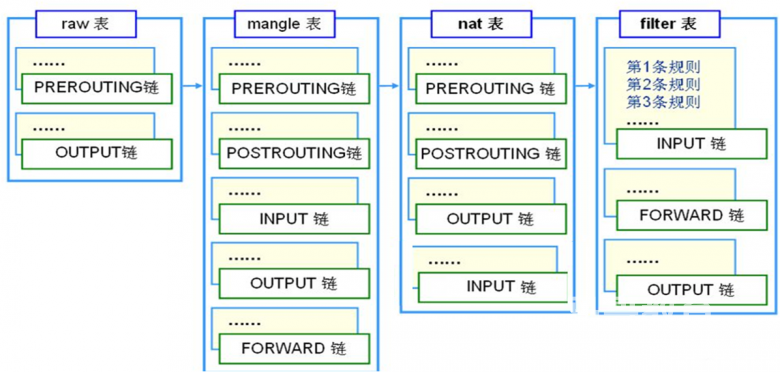 raw 表
……
PREROUTING链
……
OUTPUT链
mangle 表
……
PREROUTING链
……
POSTROUTING链
……
INPUT 链
……
OUTPUT 链
……
FORWARD 链
nat 表
……
PREROUTING 链
……
POSTROUTING 链
……
OUTPUT 链
……
INPUT 链
filter 表
第1条规则
第2条规则
第3条规则
……
INPUT 链
……
FORWARD 链
……
OUTPUT 链